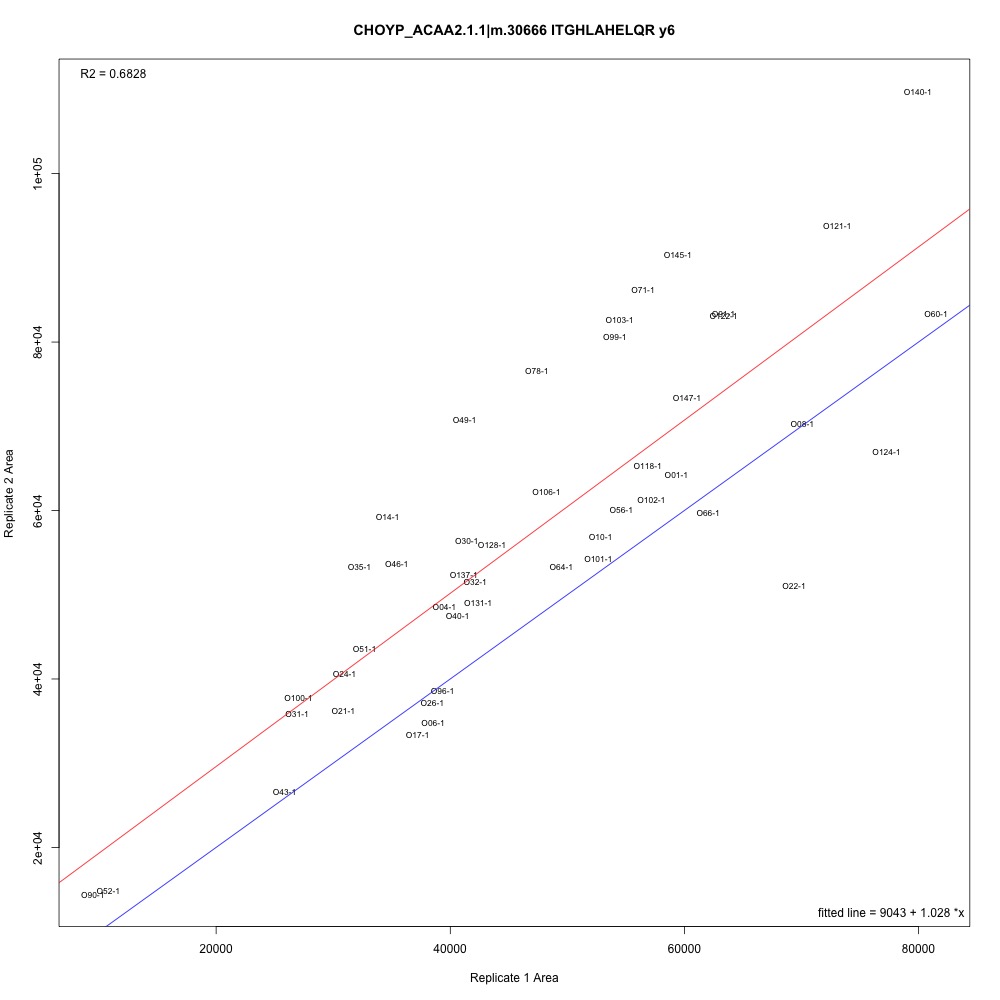 CHOYP_ACAA2.1.1|m.30666 ITGHLAHELQR y6
R2 = 0.6828
O140-1
O121-1
O145-1
O71-1
O103-1
O122-1
O60-1
O99-1
O78-1
O147-1
O49-1
O08-1
O124-1
O118-1
O01-1
O106-1
O102-1
O56-1
O66-1
O14-1
O30-1
O128-1
O10-1
O101-1
O35-1
O46-1
O64-1
O137-1
O32-1
O22-1
O04-1
O131-1
O40-1
O51-1
O24-1
O96-1
O100-1
O26-1
O31-1
O21-1
O06-1
O17-1
O43-1
O90-1
O52-1
fitted line = 9043 + 1.028 *x
1e+05
8e+04
6e+04
4e+04
2e+04
Replicate 2 Area
20000
40000
60000
80000
Replicate 1 Area